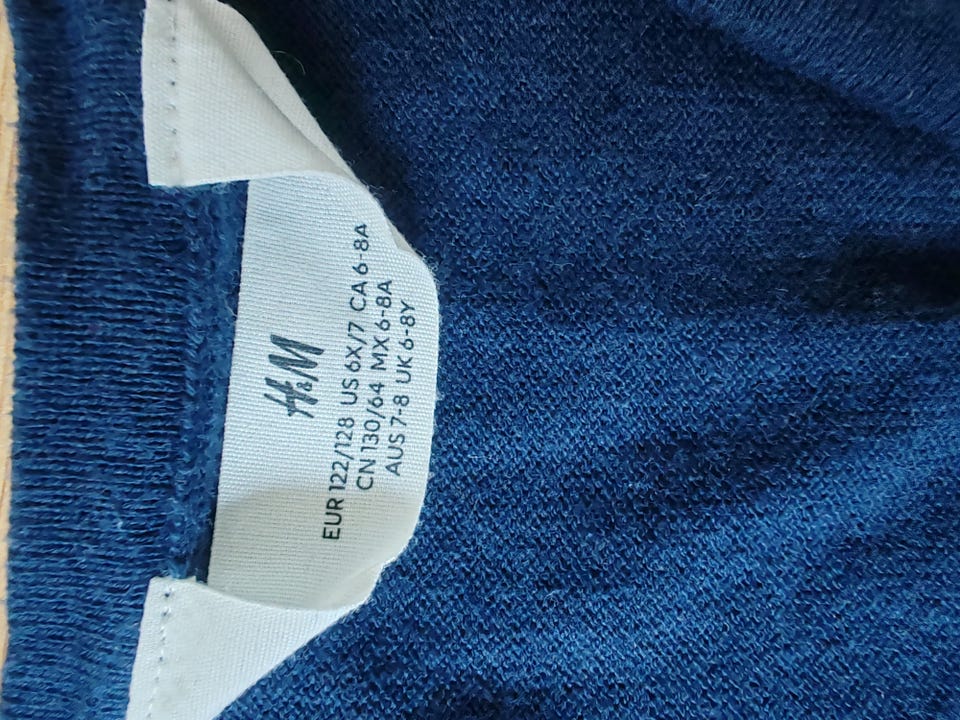 H&M
EUR 122/128 US 6X/7 CA 6-8A
CN 130/64 MX 6-8A
AUS 7-8 UK 6-8Y